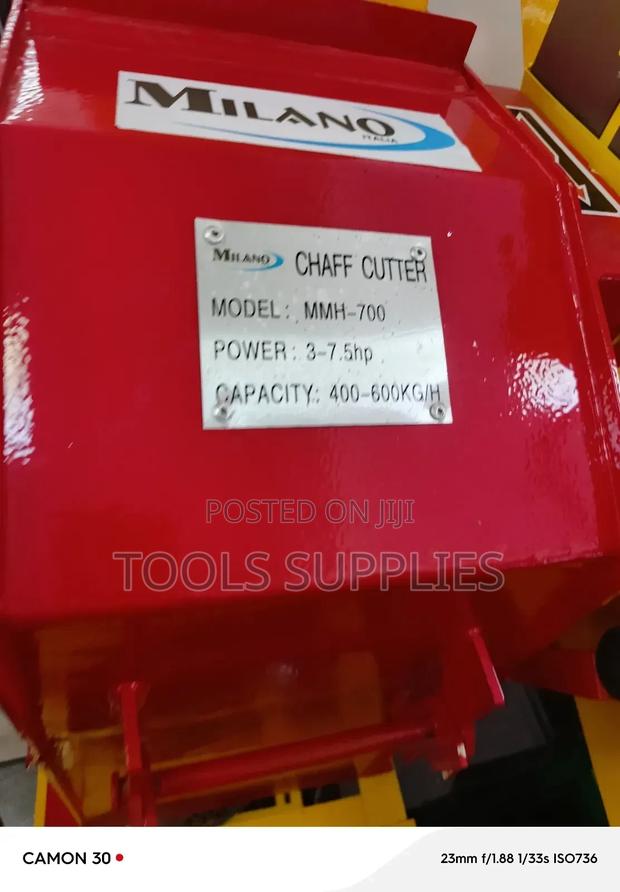 MILANO
ITALIA
MILANO CHAFF CUTTER
MODEL: MMH-700
POWER: 3-7.5hp
CAPACITY: 400-600KG/H
POSTED ON JIJI
TOOLS SUPPLIES
CAMON 30 23mm f/1.88 1/33s ISO736